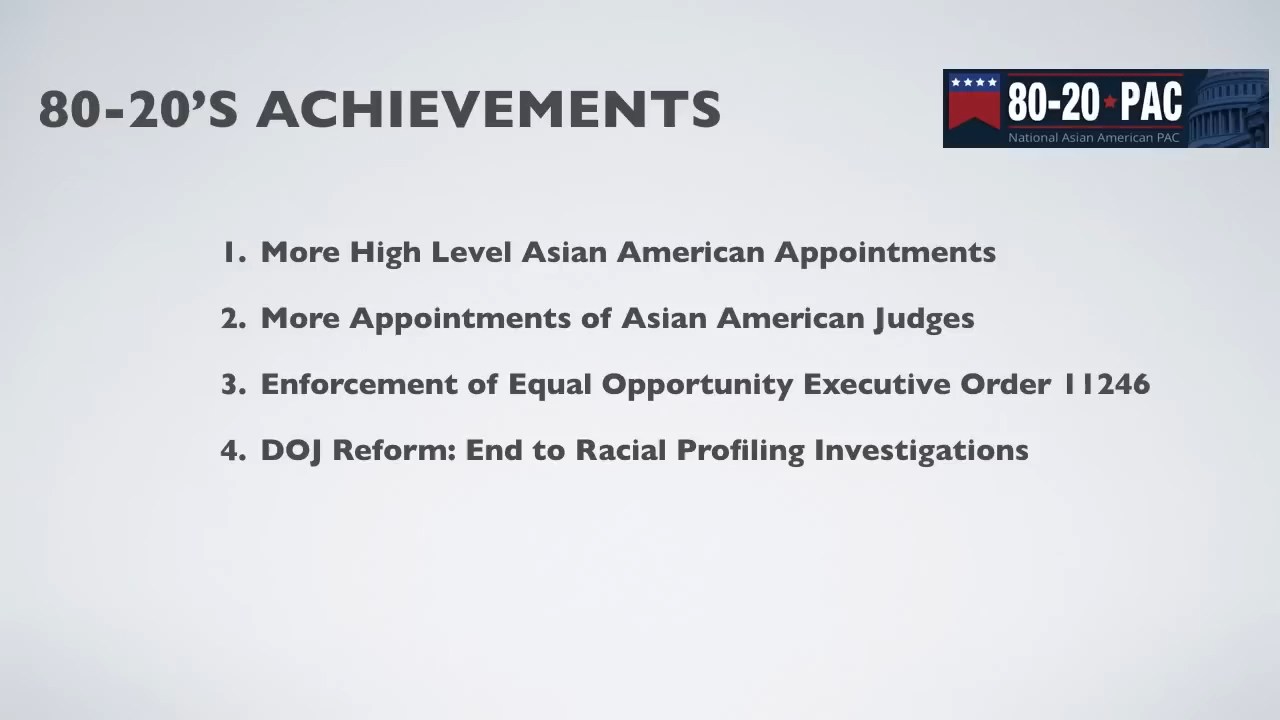 80-20’S ACHIEVEMENTS
80-20 PAC
National Asian American PAC
1. More High Level Asian American Appointments
2. More Appointments of Asian American Judges
3. Enforcement of Equal Opportunity Executive Order 11246
4. DOJ Reform: End to Racial Profiling Investigations